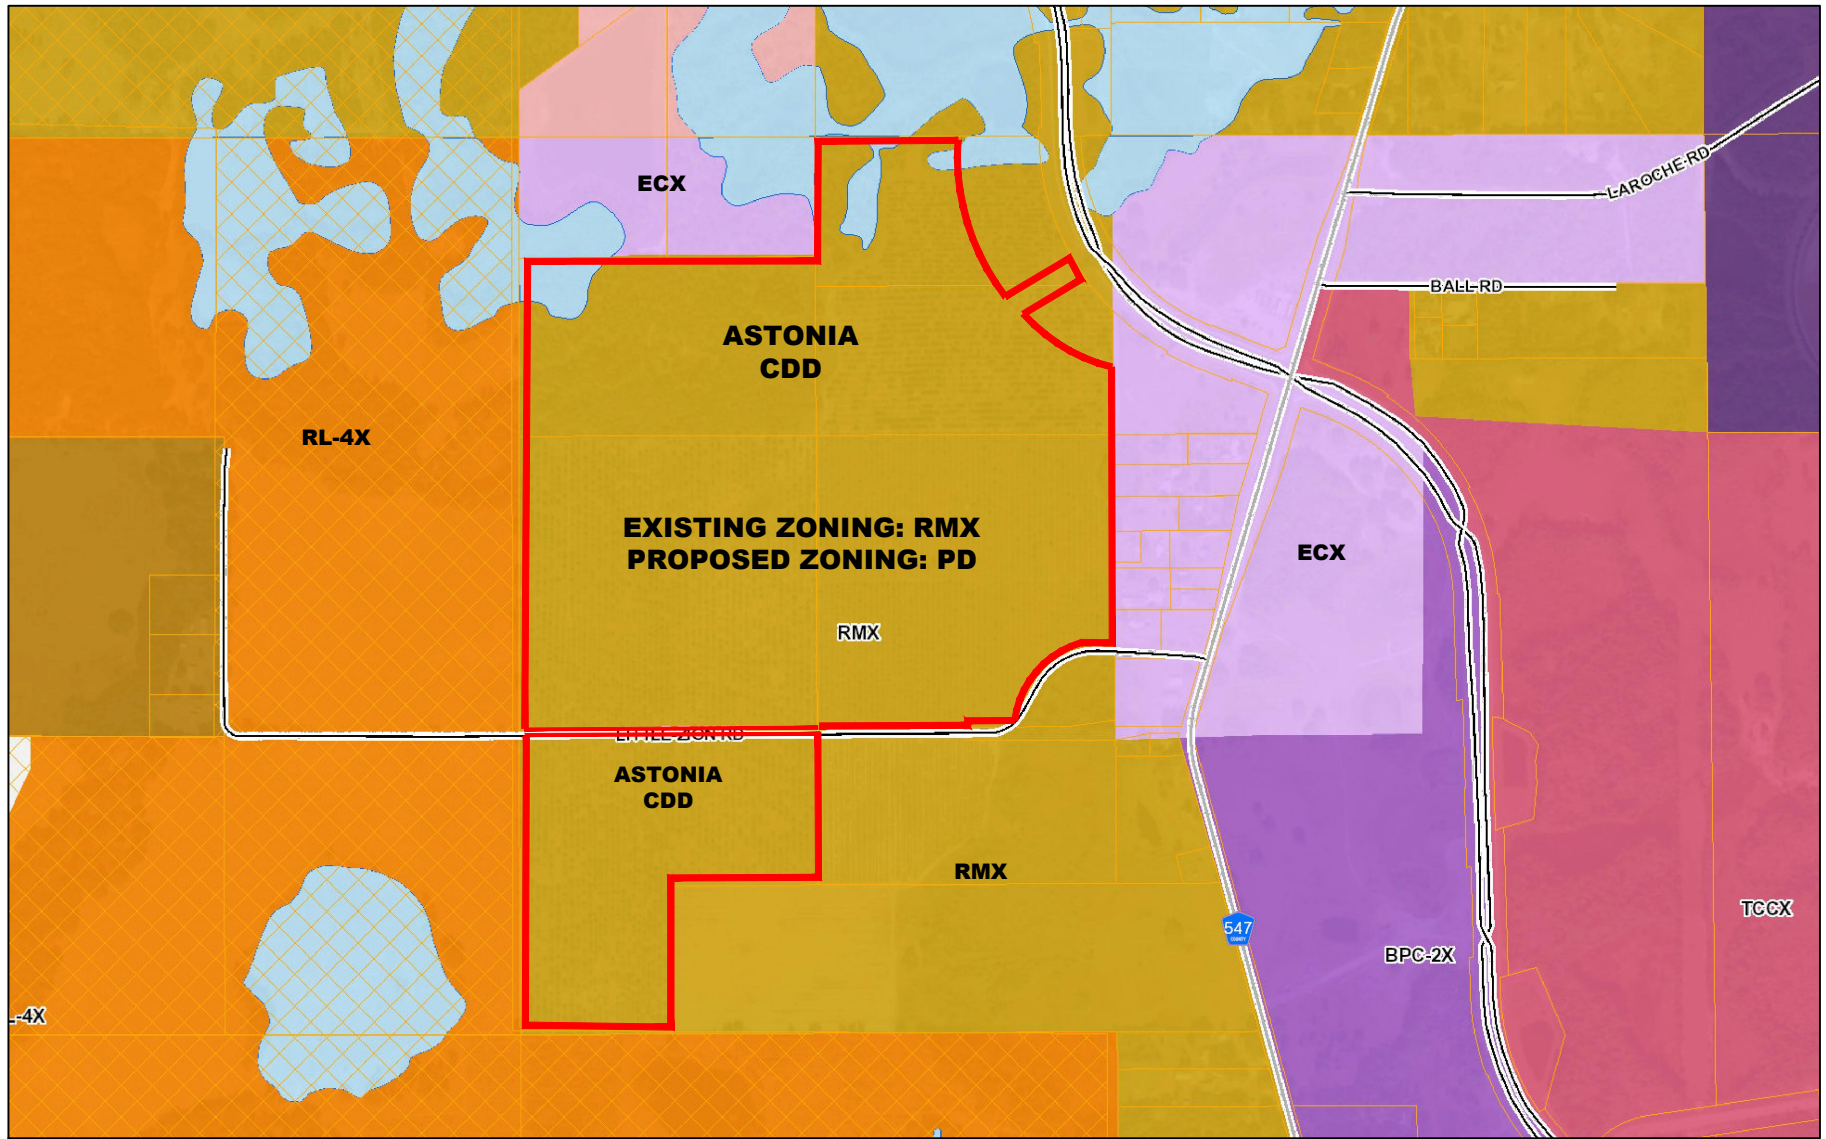 ECX
LAROCHE RD
BALL RD
ASTONIA
CDD
RL-4X
EXISTING ZONING: RMX
PROPOSED ZONING: PD
ECX
RMX
LITTLE ZION RD
ASTONIA
CDD
RMX
TCCX
547
COUNTY
BPC-2X
-4X